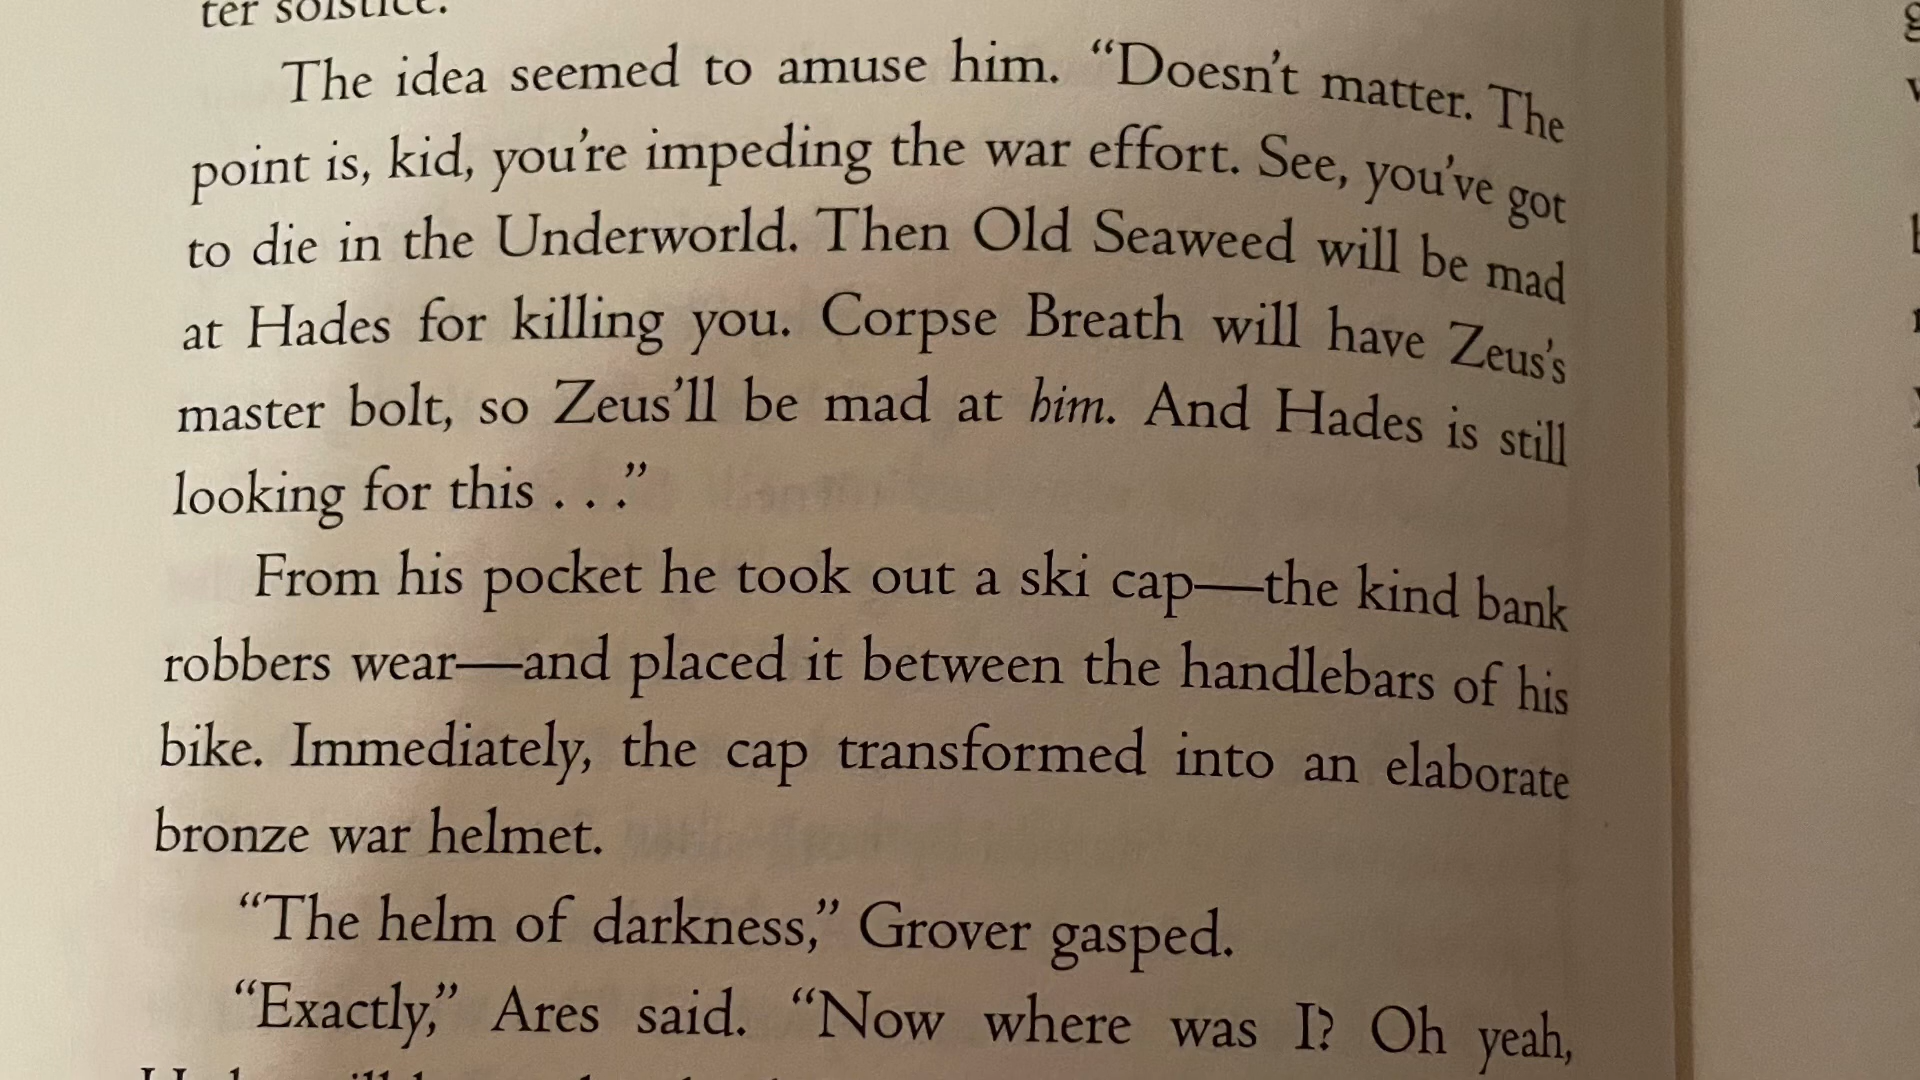 ter solstice.
The idea seemed to amuse him. “Doesn’t matter. The
point is, kid, you’re impeding the war effort. See, you’ve got
to die in the Underworld. Then Old Seaweed will be mad
at Hades for killing you. Corpse Breath will have Zeus’s
master bolt, so Zeus’ll be mad at him. And Hades is still
looking for this . . .”
From his pocket he took out a ski cap—the kind bank
robbers wear—and placed it between the handlebars of his
bike. Immediately, the cap transformed into an elaborate
bronze war helmet.
“The helm of darkness,” Grover gasped.
“Exactly,” Ares said. “Now where was I? Oh yeah,